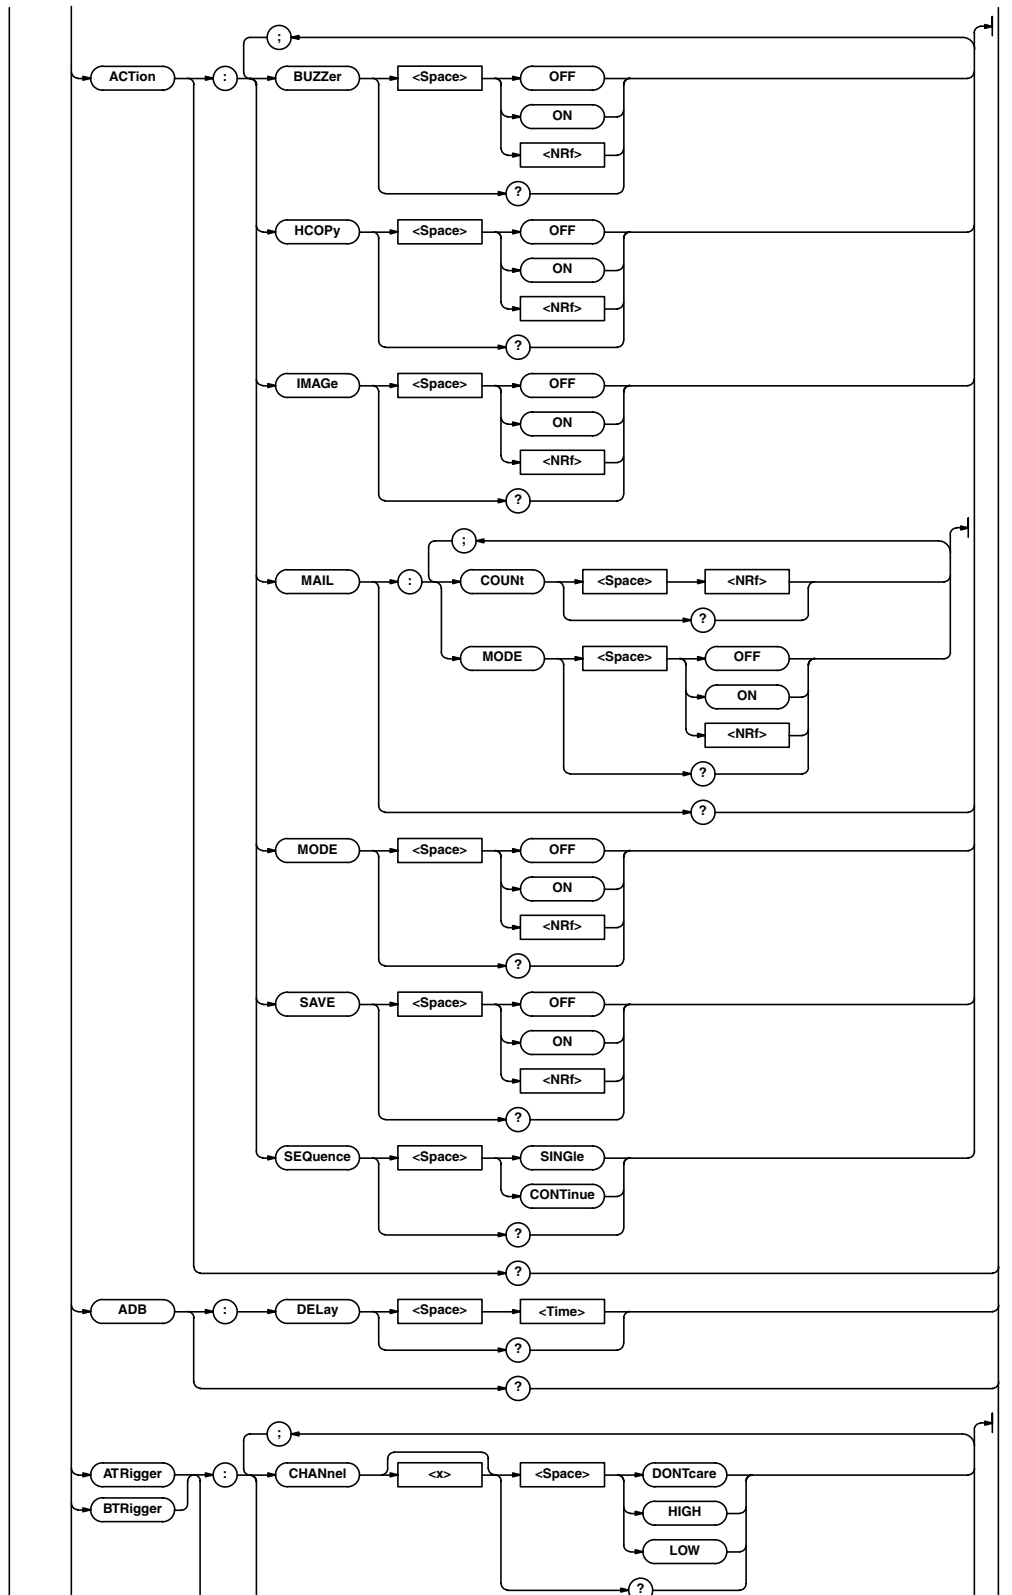 ;
ACTion : BUZZer <Space> OFF
ON
<NRf>
?
HCOPy <Space> OFF
ON
<NRf>
?
IMAGe <Space> OFF
ON
<NRf>
?
;
MAIL : COUNt <Space> <NRf>
?
MODE <Space> OFF
ON
<NRf>
?
?
MODE <Space> OFF
ON
<NRf>
?
SAVE <Space> OFF
ON
<NRf>
?
SEQuence <Space> SINGle
CONTinue
?
?
ADB : DELay <Space> <Time>
?
?
;
ATRigger : CHANnel <x> <Space> DONTcare
BTRigger HIGH
LOW
?